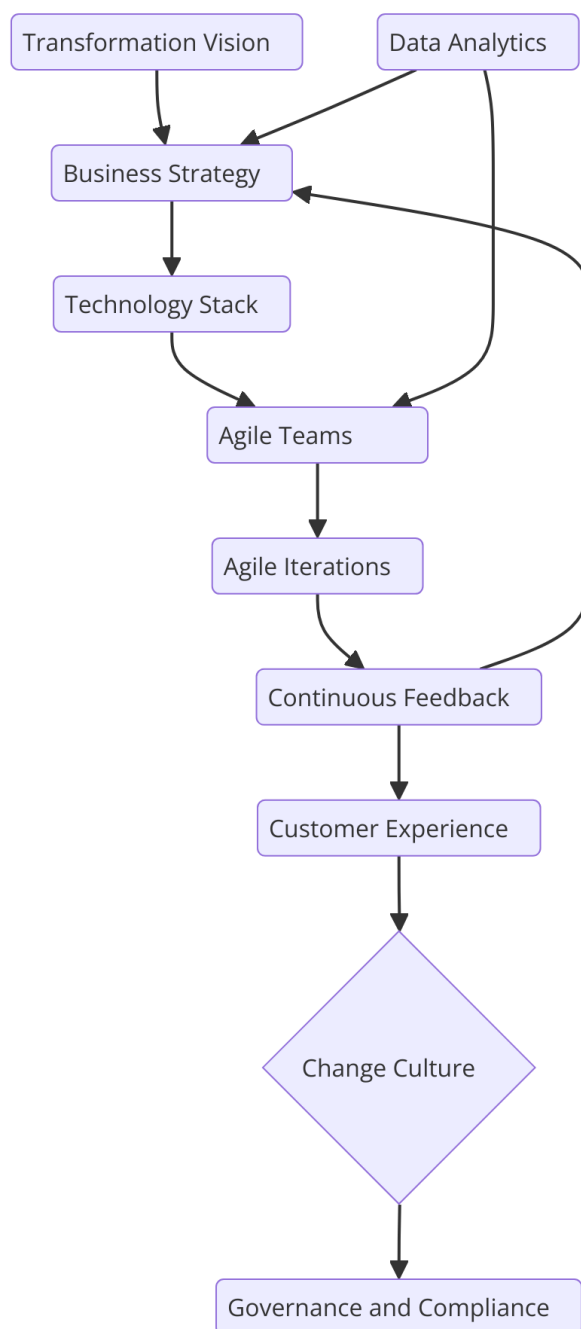 Transformation Vision
Data Analytics
Business Strategy
Technology Stack
Agile Teams
Agile Iterations
Continuous Feedback
Customer Experience
Change Culture
Governance and Compliance